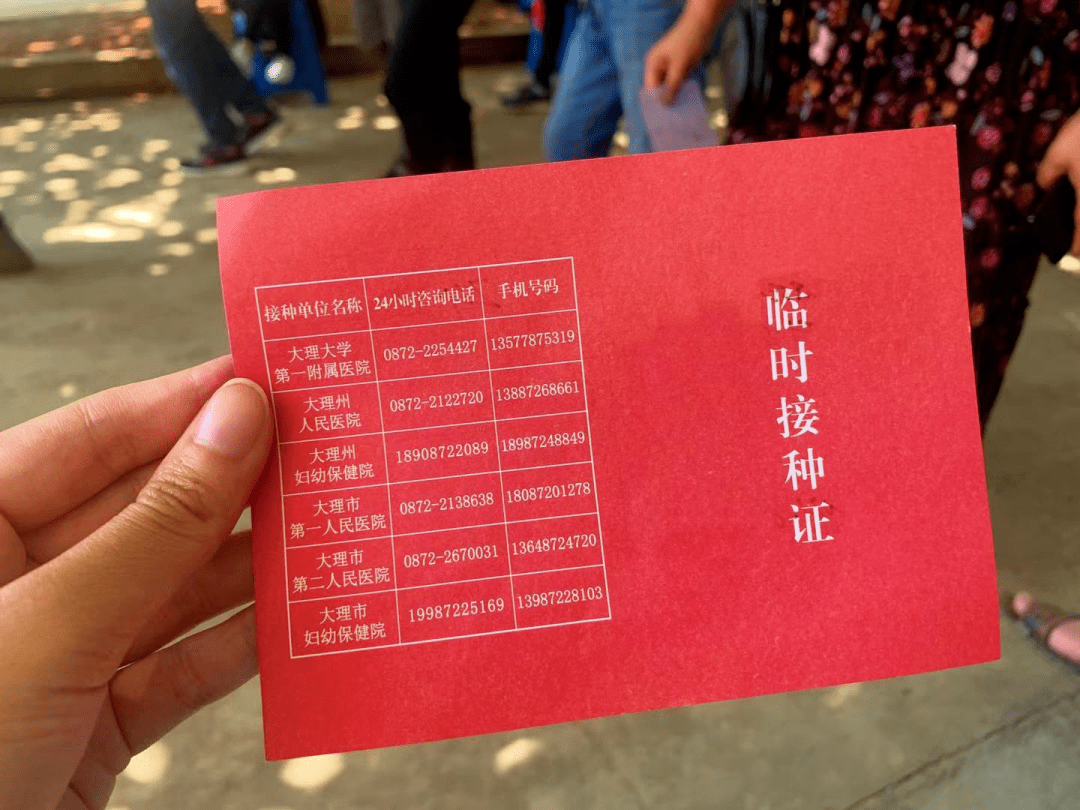 接种单位名称 24小时咨询电话 手机号码
大理大学
第一附属医院 0872-2254427 13577875319
大理州
人民医院 0872-2122720 13887268661
大理州
妇幼保健院 18908722089 18987248849
大理市
第一人民医院 0872-2138638 18087201278
大理市
第二人民医院 0872-2670031 13648724720
大理市
妇幼保健院 19987225169 13987228103
临时接种证